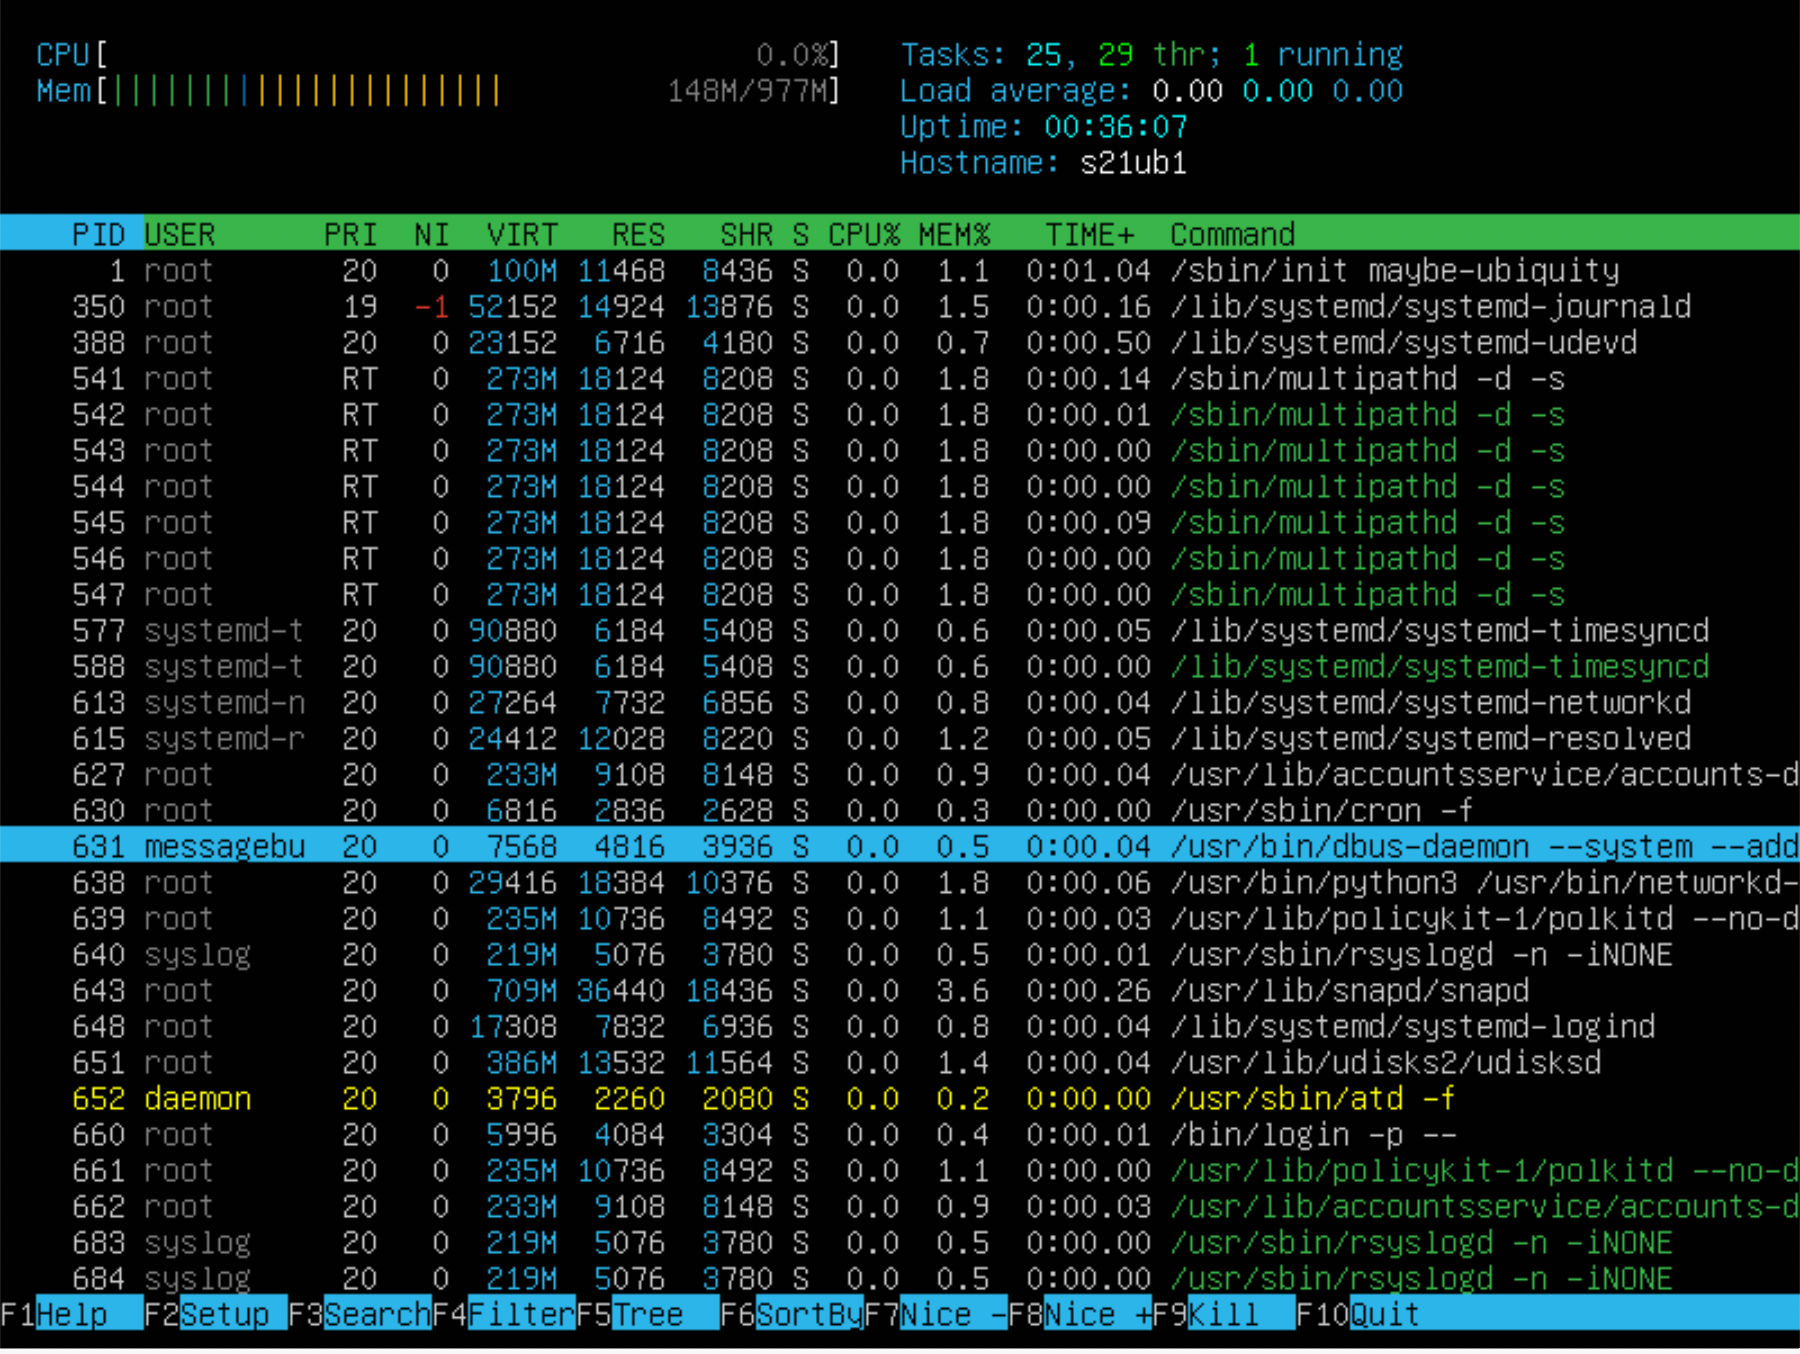 CPU[ 0.0%] Tasks: 25, 29 thr; 1 running
Mem[||||||||||||||||||||||||||| 148M/977M] Load average: 0.00 0.00 0.00
Uptime: 00:36:07
Hostname: s21ub1
PID USER PRI NI VIRT RES SHR S CPU% MEM% TIME+ Command
1 root 20 0 100M 11468 8436 S 0.0 1.1 0:01.04 /sbin/init maybe-ubiquity
350 root 19 -1 52152 14924 13876 S 0.0 1.5 0:00.16 /lib/systemd/systemd-journald
388 root 20 0 23152 6716 4180 S 0.0 0.7 0:00.50 /lib/systemd/systemd-udevd
541 root RT 0 273M 18124 8208 S 0.0 1.8 0:00.14 /sbin/multipathd -d -s
542 root RT 0 273M 18124 8208 S 0.0 1.8 0:00.01 /sbin/multipathd -d -s
543 root RT 0 273M 18124 8208 S 0.0 1.8 0:00.00 /sbin/multipathd -d -s
544 root RT 0 273M 18124 8208 S 0.0 1.8 0:00.00 /sbin/multipathd -d -s
545 root RT 0 273M 18124 8208 S 0.0 1.8 0:00.09 /sbin/multipathd -d -s
546 root RT 0 273M 18124 8208 S 0.0 1.8 0:00.00 /sbin/multipathd -d -s
547 root RT 0 273M 18124 8208 S 0.0 1.8 0:00.00 /sbin/multipathd -d -s
577 systemd-t 20 0 90880 6184 5408 S 0.0 0.6 0:00.05 /lib/systemd/systemd-timesyncd
588 systemd-t 20 0 90880 6184 5408 S 0.0 0.6 0:00.00 /lib/systemd/systemd-timesyncd
613 systemd-n 20 0 27264 7732 6856 S 0.0 0.8 0:00.04 /lib/systemd/systemd-networkd
615 systemd-r 20 0 24412 12028 8220 S 0.0 1.2 0:00.05 /lib/systemd/systemd-resolved
627 root 20 0 233M 9108 8148 S 0.0 0.9 0:00.04 /usr/lib/accountsservice/accounts-d
630 root 20 0 6816 2836 2628 S 0.0 0.3 0:00.00 /usr/sbin/cron -f
631 messagebu 20 0 7568 4816 3936 S 0.0 0.5 0:00.04 /usr/bin/dbus-daemon --system --add
638 root 20 0 29416 18384 10376 S 0.0 1.8 0:00.06 /usr/bin/python3 /usr/bin/networkd-
639 root 20 0 235M 10736 8492 S 0.0 1.1 0:00.03 /usr/lib/policykit-1/polkitd --no-d
640 syslog 20 0 219M 5076 3780 S 0.0 0.5 0:00.01 /usr/sbin/rsyslogd -n -iNONE
643 root 20 0 709M 36440 18436 S 0.0 3.6 0:00.26 /usr/lib/snapd/snapd
648 root 20 0 17308 7832 6936 S 0.0 0.8 0:00.04 /lib/systemd/systemd-logind
651 root 20 0 386M 13532 11564 S 0.0 1.4 0:00.04 /usr/lib/udisks2/udisksd
652 daemon 20 0 3796 2260 2080 S 0.0 0.2 0:00.00 /usr/sbin/atd -f
660 root 20 0 5996 4084 3304 S 0.0 0.4 0:00.01 /bin/login -p --
661 root 20 0 235M 10736 8492 S 0.0 1.1 0:00.00 /usr/lib/policykit-1/polkitd --no-d
662 root 20 0 233M 9108 8148 S 0.0 0.9 0:00.03 /usr/lib/accountsservice/accounts-d
683 syslog 20 0 219M 5076 3780 S 0.0 0.5 0:00.00 /usr/sbin/rsyslogd -n -iNONE
684 syslog 20 0 219M 5076 3780 S 0.0 0.5 0:00.00 /usr/sbin/rsyslogd -n -iNONE
F1Help F2Setup F3SearchF4FilterF5Tree F6SortByF7Nice -F8Nice +F9Kill F10Quit